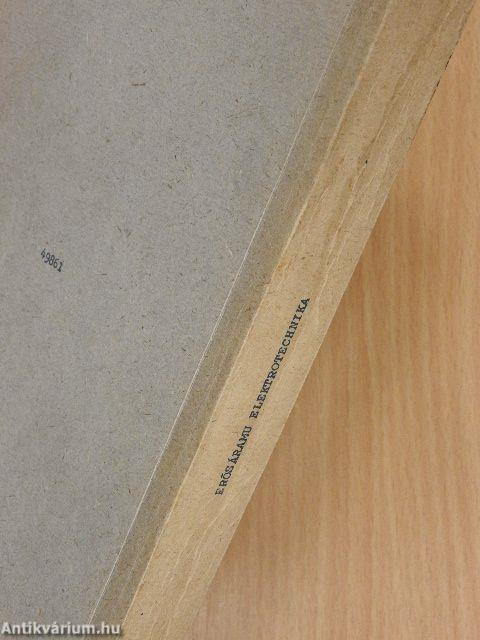 49861
ERŐSÁRAMU ELEKTROTECHNIKA
Antikvárium.hu